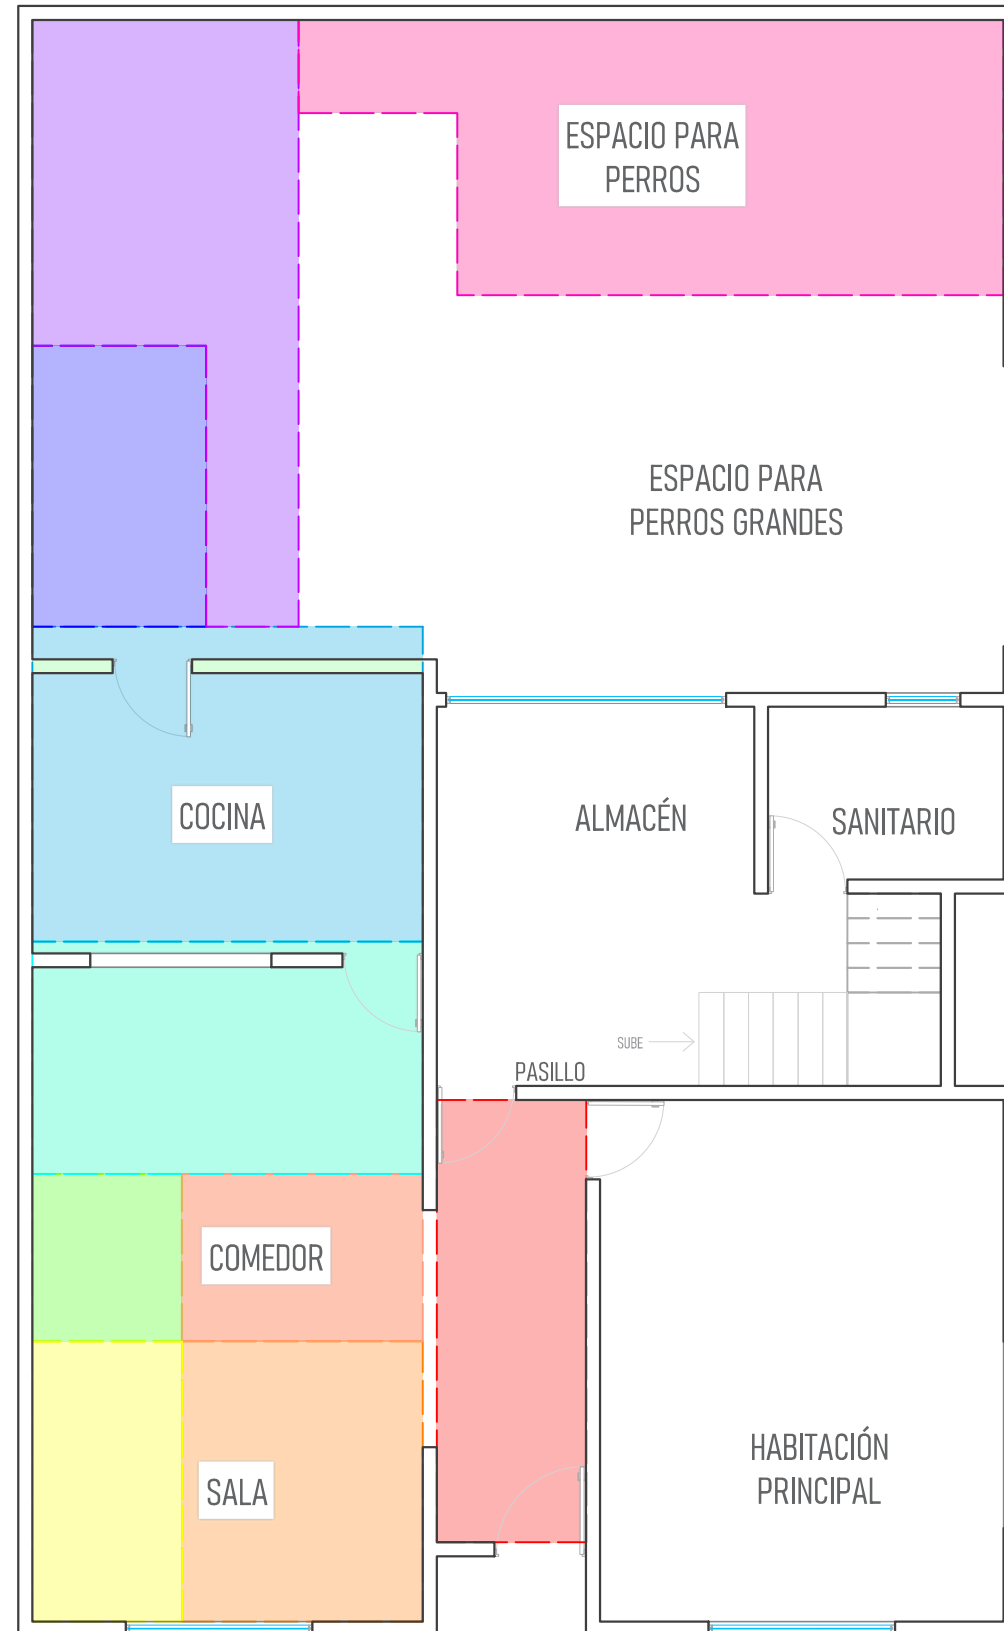 ESPACIO PARA
PERROS
ESPACIO PARA
PERROS GRANDES
COCINA
ALMACÉN
SANITARIO
SUBE
PASILLO
COMEDOR
HABITACIÓN
PRINCIPAL
SALA